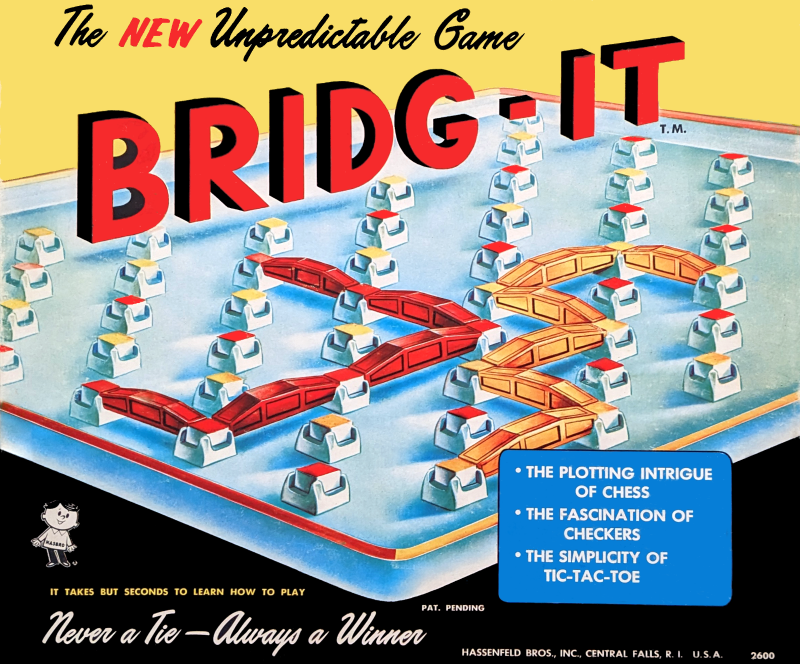 The NEW Unpredictable Game
BRIDG-IT
T.M.
• THE PLOTTING INTRIGUE
OF CHESS
• THE FASCINATION OF
CHECKERS
• THE SIMPLICITY OF
TIC-TAC-TOE
HASBRO
IT TAKES BUT SECONDS TO LEARN HOW TO PLAY
PAT. PENDING
Never a Tie — Always a Winner
HASSENFELD BROS., INC., CENTRAL FALLS, R. I. U.S.A. 2600